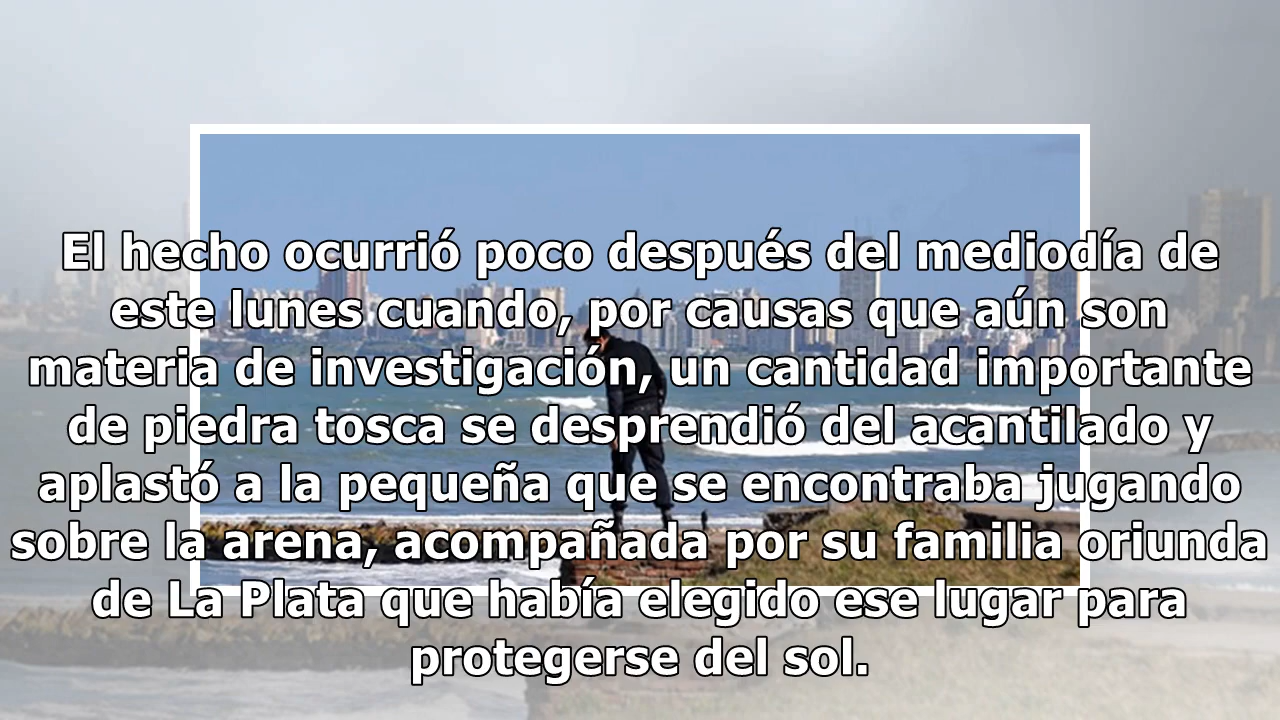 El hecho ocurrió poco después del mediodía de
este lunes cuando, por causas que aún son
materia de investigación, un cantidad importante
de piedra tosca se desprendió del acantilado y
aplastó a la pequeña que se encontraba jugando
sobre la arena, acompañada por su familia oriunda
de La Plata que había elegido ese lugar para
protegerse del sol.